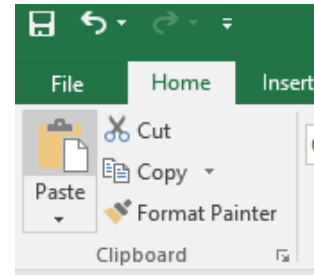 File Home Insert
Cut
Copy
Paste
Format Painter
Clipboard